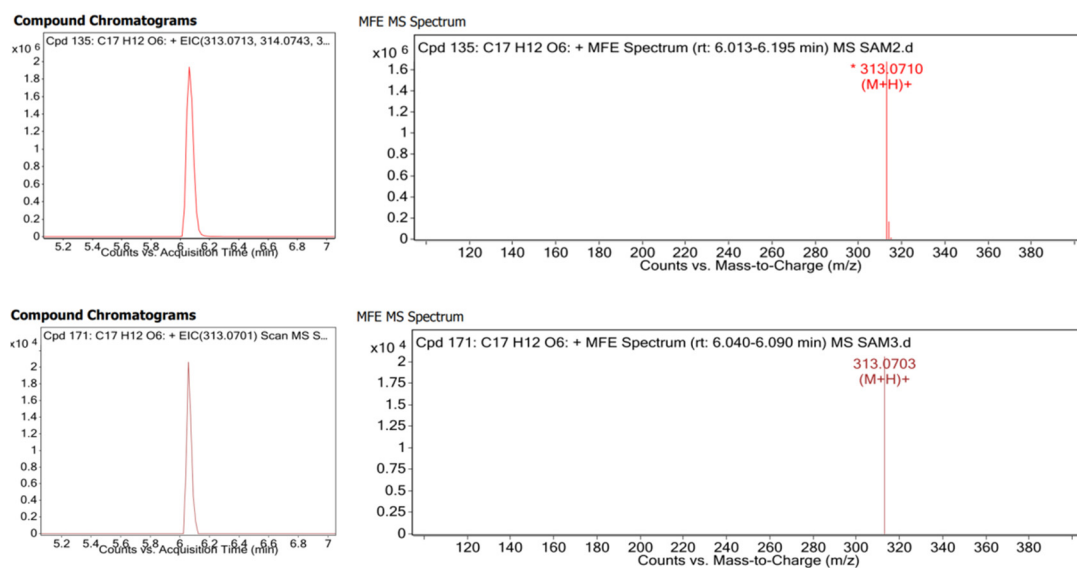 Compound Chromatograms
x10 6
Cpd 135: C17 H12 O6: + EIC(313.0713, 314.0743, 3...
2
1.8
1.6
1.4
1.2
1
0.8
0.6
0.4
0.2
0
5.2 5.4 5.6 5.8 6 6.2 6.4 6.6 6.8 7
Counts vs. Acquisition Time (min)
MFE MS Spectrum
x10 6
Cpd 135: C17 H12 O6: + MFE Spectrum (rt: 6.013-6.195 min) MS SAM2.d
* 313.0710
(M+H)+
1.6
1.4
1.2
1
0.8
0.6
0.4
0.2
0
120 140 160 180 200 220 240 260 280 300 320 340 360 380
Counts vs. Mass-to-Charge (m/z)
Compound Chromatograms
x10 4
Cpd 171: C17 H12 O6: + EIC(313.0701) Scan MS S...
2
1.8
1.6
1.4
1.2
1
0.8
0.6
0.4
0.2
0
5.2 5.4 5.6 5.8 6 6.2 6.4 6.6 6.8 7
Counts vs. Acquisition Time (min)
MFE MS Spectrum
x10 4
Cpd 171: C17 H12 O6: + MFE Spectrum (rt: 6.040-6.090 min) MS SAM3.d
313.0703
(M+H)+
2
1.75
1.5
1.25
1
0.75
0.5
0.25
0
120 140 160 180 200 220 240 260 280 300 320 340 360 380
Counts vs. Mass-to-Charge (m/z)